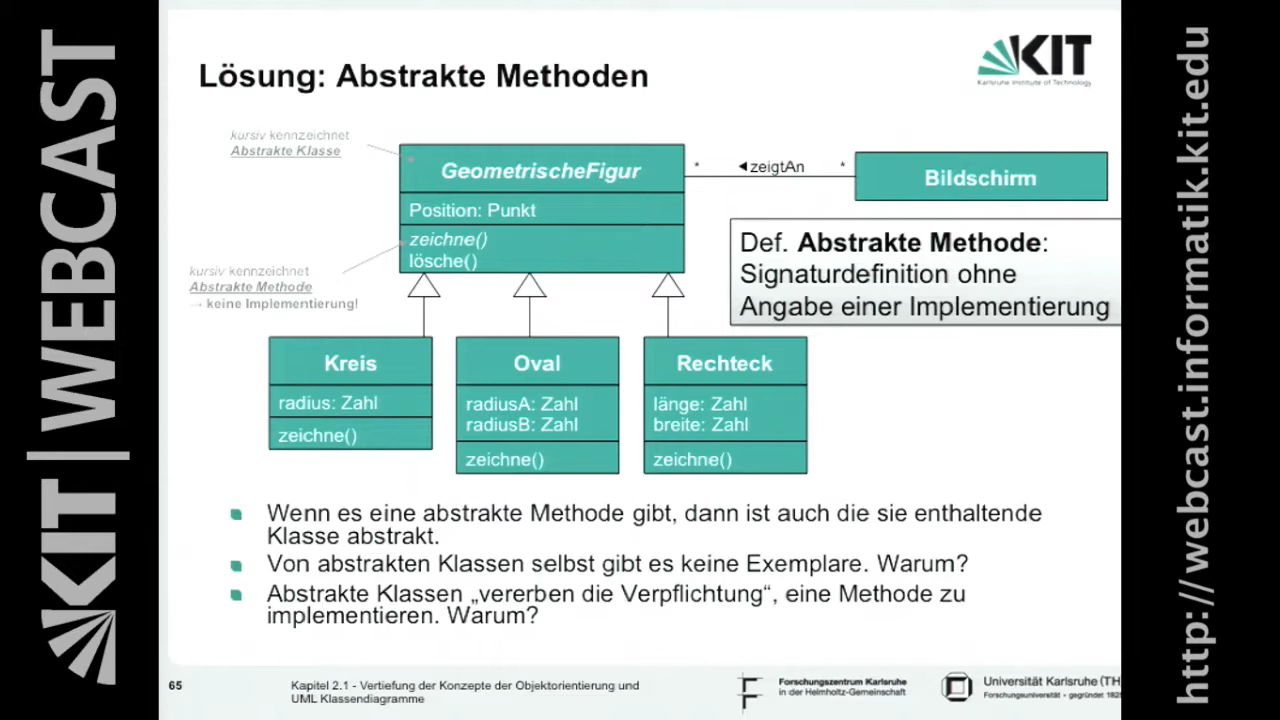 KIT | WEBCAST
Lösung: Abstrakte Methoden
KIT
Karlsruhe Institute of Technology
kursiv kennzeichnet
Abstrakte Klasse
GeometrischeFigur
Position: Punkt
zeichne()
lösche()
* ◄zeigtAn *
Bildschirm
Def. Abstrakte Methode:
Signaturdefinition ohne
Angabe einer Implementierung
kursiv kennzeichnet
Abstrakte Methode
→ keine Implementierung!
Kreis
radius: Zahl
zeichne()
Oval
radiusA: Zahl
radiusB: Zahl
zeichne()
Rechteck
länge: Zahl
breite: Zahl
zeichne()
Wenn es eine abstrakte Methode gibt, dann ist auch die sie enthaltende
Klasse abstrakt.
Von abstrakten Klassen selbst gibt es keine Exemplare. Warum?
Abstrakte Klassen „vererben die Verpflichtung“, eine Methode zu
implementieren. Warum?
65
Kapitel 2.1 - Vertiefung der Konzepte der Objektorientierung und
UML Klassendiagramme
Forschungszentrum Karlsruhe
in der Helmholtz-Gemeinschaft
Universität Karlsruhe (TH
Forschungsuniversität - gegründet 182
http://webcast.informatik.kit.edu